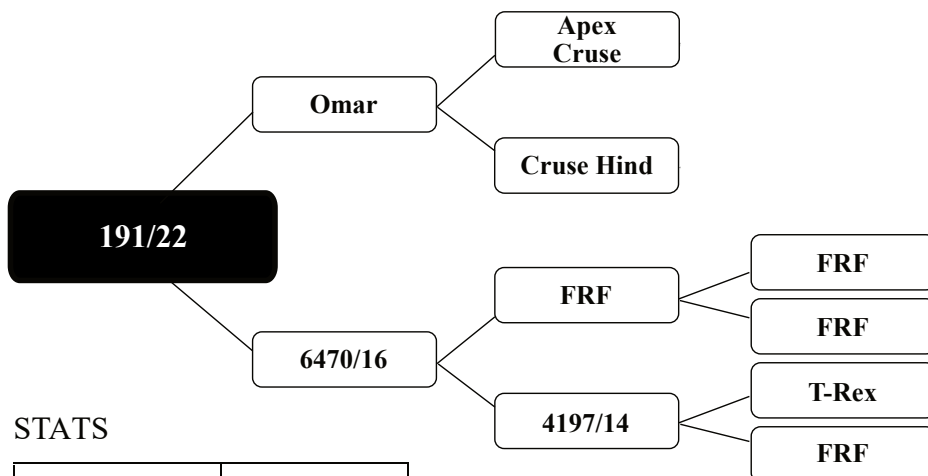 Apex
Cruse
Omar
Cruse Hind
191/22
FRF
FRF
FRF
6470/16
T-Rex
4197/14
FRF
STATS